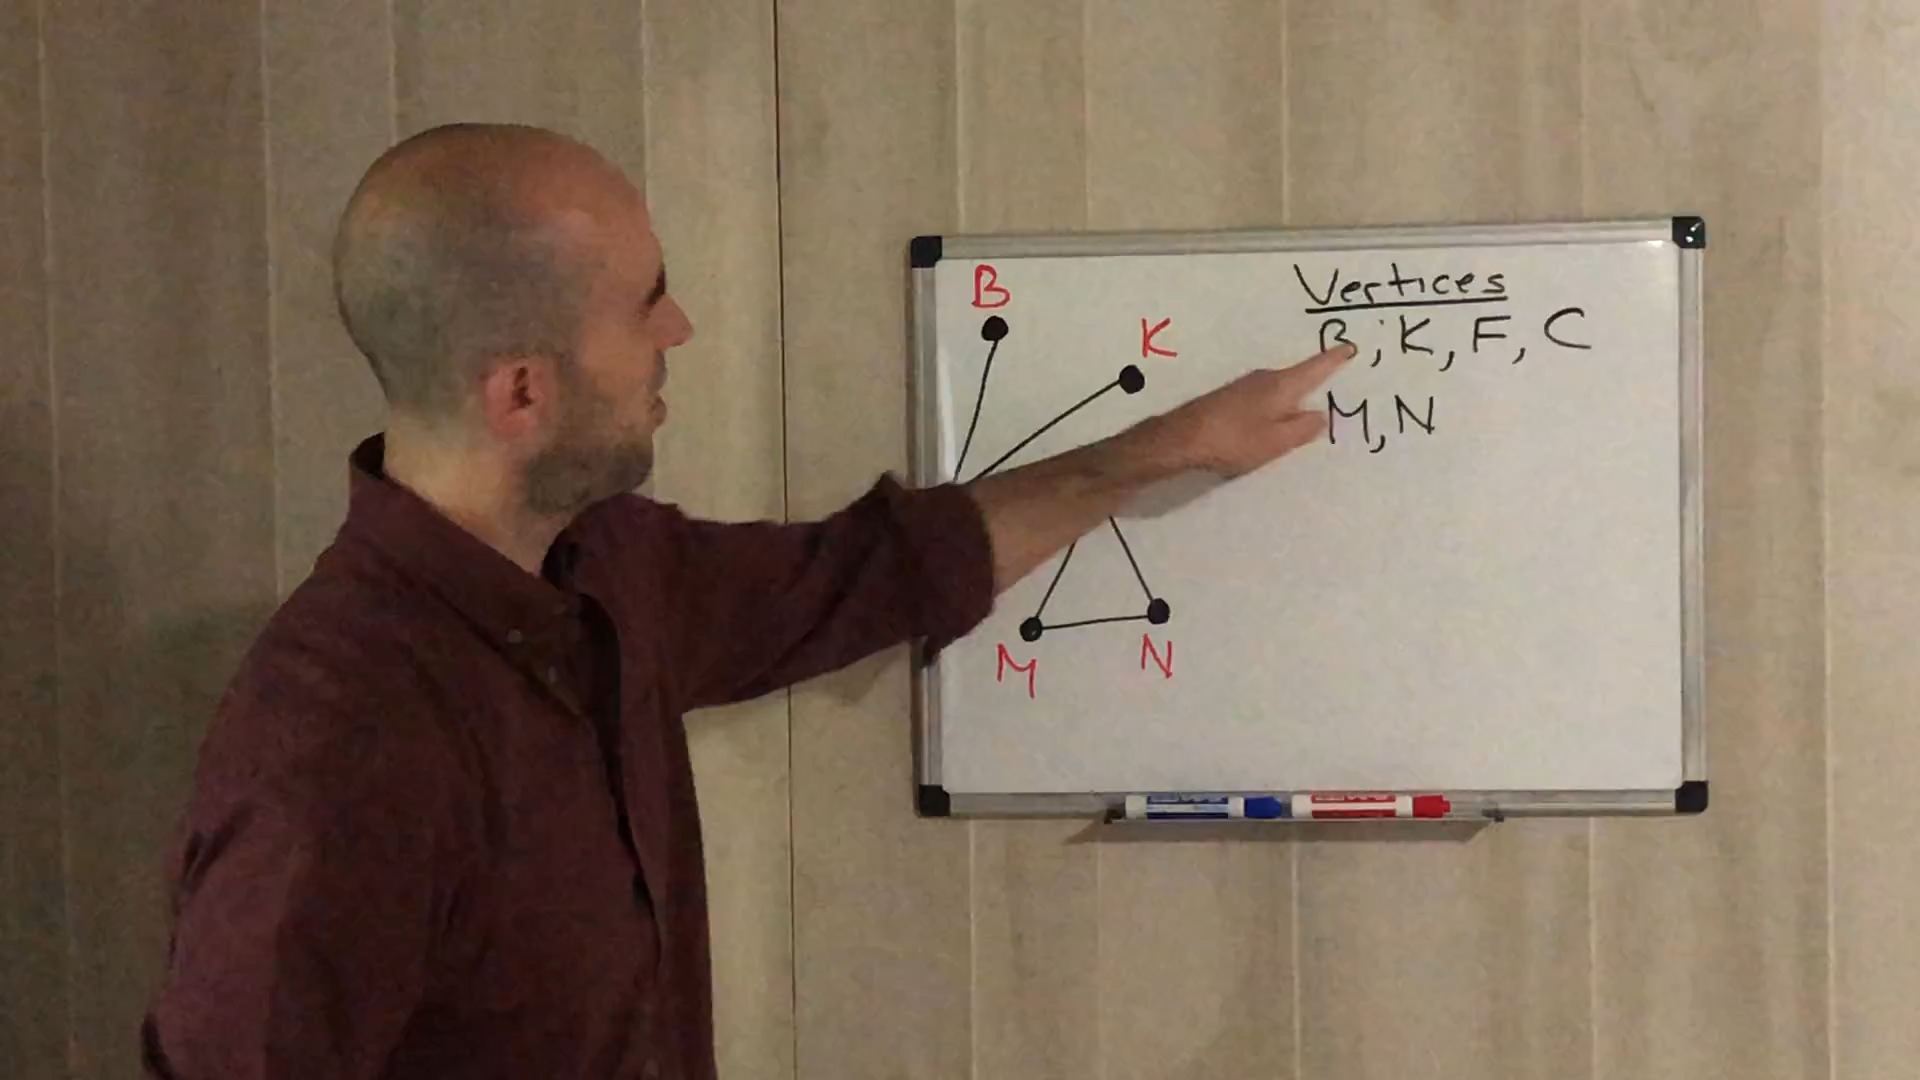 B
K
M
N
Vertices
B, K, F, C
M, N